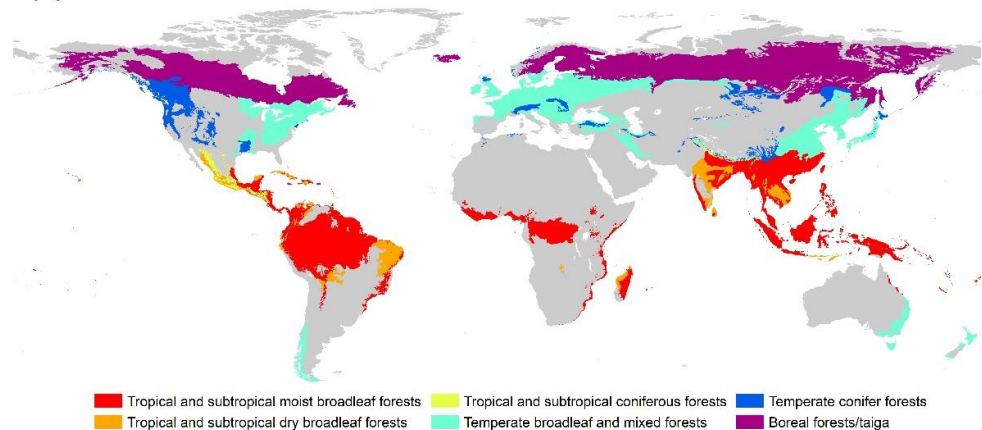 Tropical and subtropical moist broadleaf forests
Tropical and subtropical coniferous forests
Temperate conifer forests
Tropical and subtropical dry broadleaf forests
Temperate broadleaf and mixed forests
Boreal forests/taiga